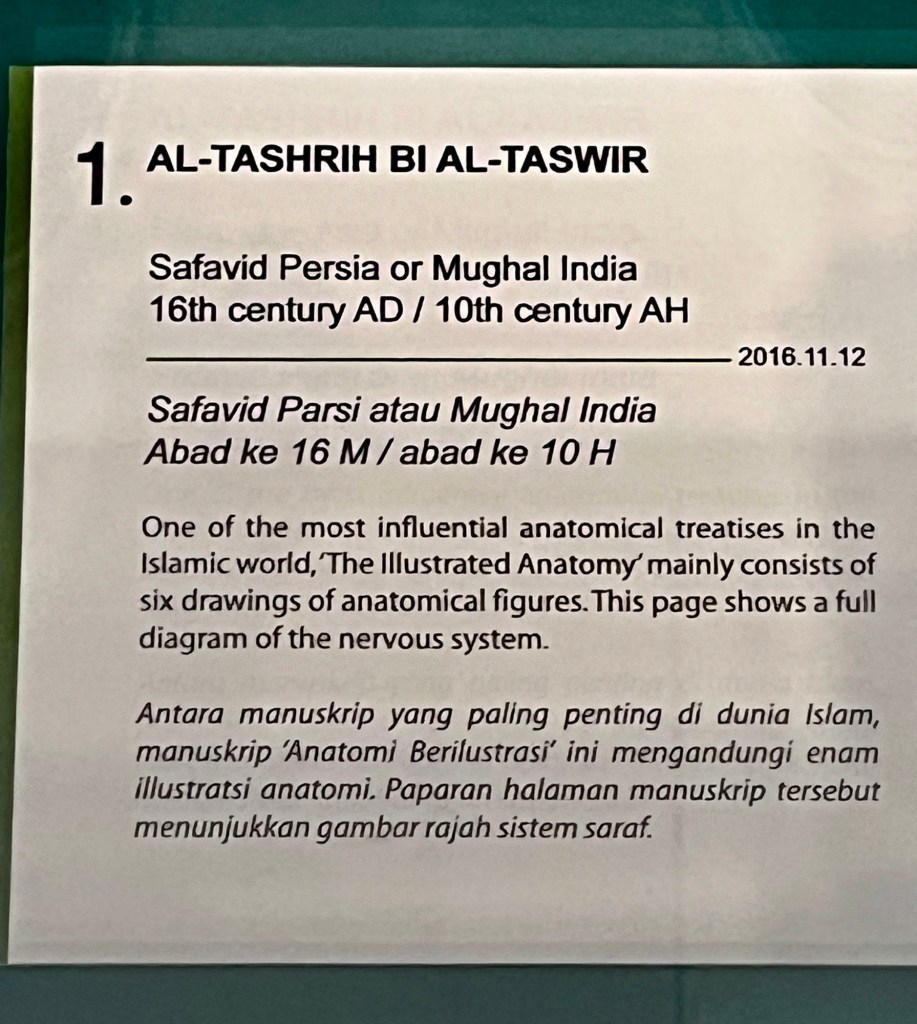 1. AL-TASHRIH BI AL-TASWIR
Safavid Persia or Mughal India
16th century AD / 10th century AH
2016.11.12
Safavid Parsi atau Mughal India
Abad ke 16 M / abad ke 10 H
One of the most influential anatomical treatises in the
Islamic world, 'The Illustrated Anatomy' mainly consists of
six drawings of anatomical figures. This page shows a full
diagram of the nervous system.
Antara manuskrip yang paling penting di dunia Islam,
manuskrip 'Anatomi Berilustrasi' ini mengandungi enam
illustratsi anatomi. Paparan halaman manuskrip tersebut
menunjukkan gambar rajah sistem saraf.